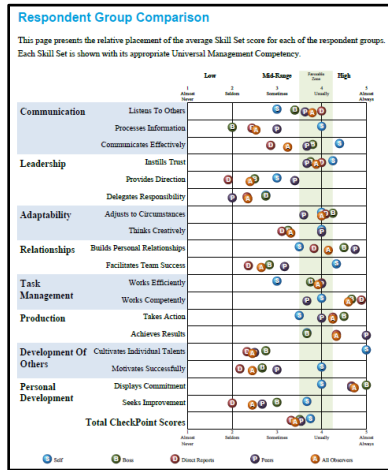 Respondent Group Comparison
This page presents the relative placement of the average Skill Set score for each of the respondent groups.
Each Skill Set is shown with its appropriate Universal Management Competency.
Low Mid-Range Favorable Zone High
1 2 3 4 5
Almost Never Seldom Sometimes Usually Almost Always
Communication Listens To Others
Processes Information
Communicates Effectively
Leadership Instills Trust
Provides Direction
Delegates Responsibility
Adaptability Adjusts to Circumstances
Thinks Creatively
Relationships Builds Personal Relationships
Facilitates Team Success
Task Management Works Efficiently
Works Competently
Production Takes Action
Achieves Results
Development Of Others Cultivates Individual Talents
Motivates Successfully
Personal Development Displays Commitment
Seeks Improvement
Total CheckPoint Scores
1 2 3 4 5
Almost Never Seldom Sometimes Usually Almost Always
S Self B Boss D Direct Reports P Peers A All Observers